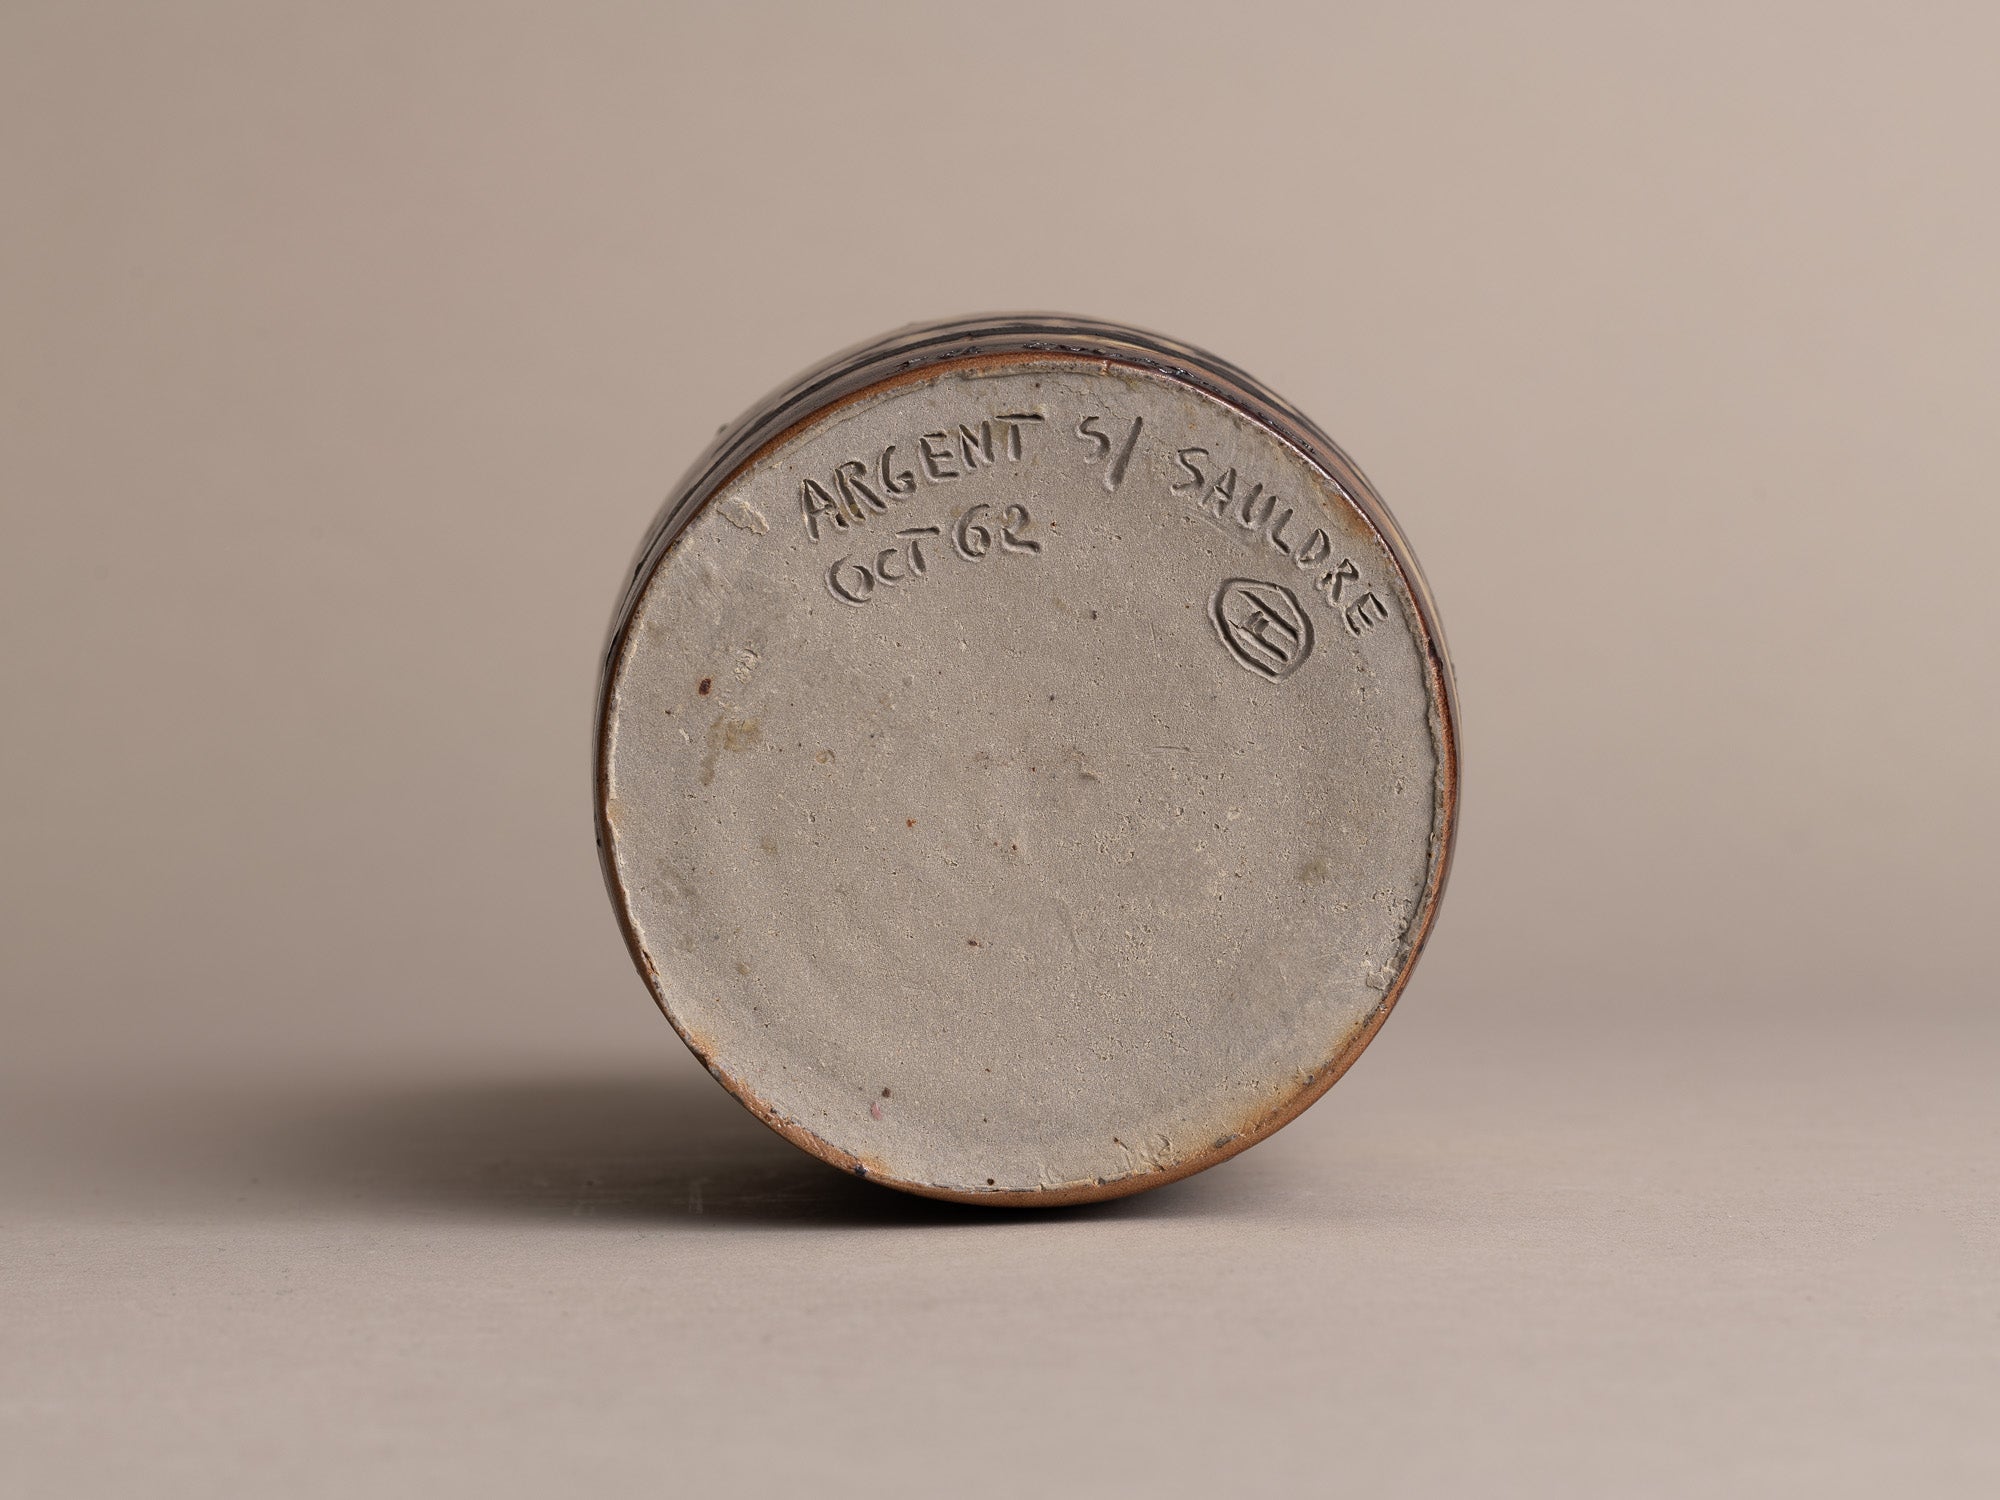 ARGENT S/ SAULDRE
OCT 62